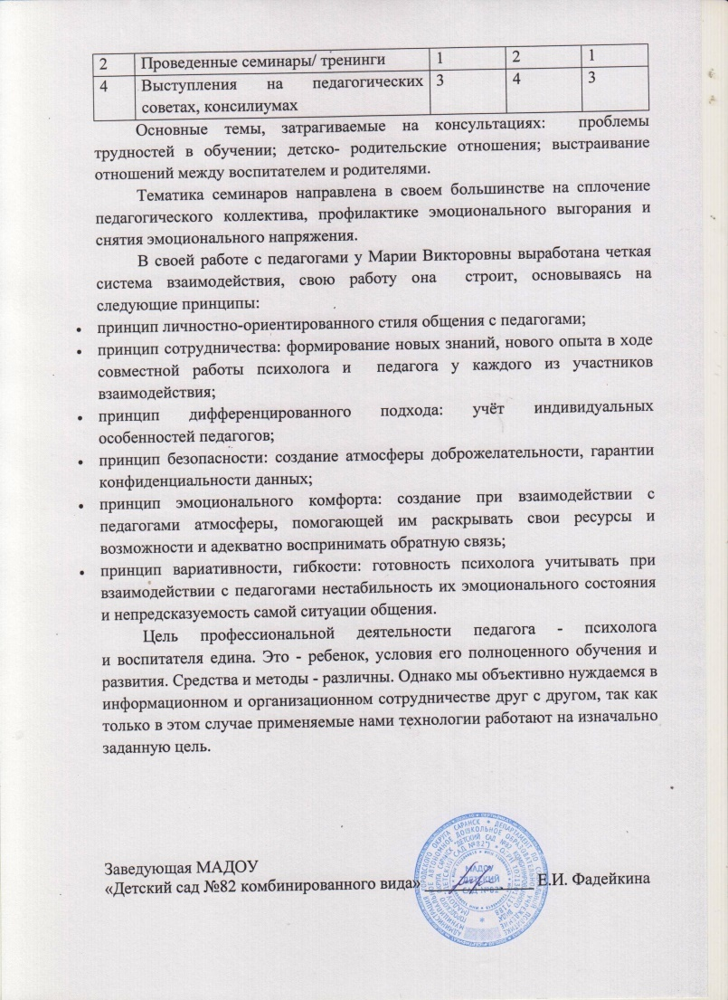 2 Проведенные семинары/ тренинги 1 2 1
4 Выступления на педагогических 3 4 3
советах, консилиумах
Основные темы, затрагиваемые на консультациях: проблемы
трудностей в обучении; детско- родительские отношения; выстраивание
отношений между воспитателем и родителями.
Тематика семинаров направлена в своем большинстве на сплочение
педагогического коллектива, профилактике эмоционального выгорания и
снятия эмоционального напряжения.
В своей работе с педагогами у Марии Викторовны выработана четкая
система взаимодействия, свою работу она строит, основываясь на
следующие принципы:
• принцип личностно-ориентированного стиля общения с педагогами;
• принцип сотрудничества: формирование новых знаний, нового опыта в ходе
совместной работы психолога и педагога у каждого из участников
взаимодействия;
• принцип дифференцированного подхода: учёт индивидуальных
особенностей педагогов;
• принцип безопасности: создание атмосферы доброжелательности, гарантии
конфиденциальности данных;
• принцип эмоционального комфорта: создание при взаимодействии с
педагогами атмосферы, помогающей им раскрывать свои ресурсы и
возможности и адекватно воспринимать обратную связь;
• принцип вариативности, гибкости: готовность психолога учитывать при
взаимодействии с педагогами нестабильность их эмоционального состояния
и непредсказуемость самой ситуации общения.
Цель профессиональной деятельности педагога - психолога
и воспитателя едина. Это - ребенок, условия его полноценного обучения и
развития. Средства и методы - различны. Однако мы объективно нуждаемся в
информационном и организационном сотрудничестве друг с другом, так как
только в этом случае применяемые нами технологии работают на изначально
заданную цель.
Заведующая МАДОУ
«Детский сад №82 комбинированного вида» Е.И. Фадейкина
МАДОУ
ДЕТСКИЙ
САД №82